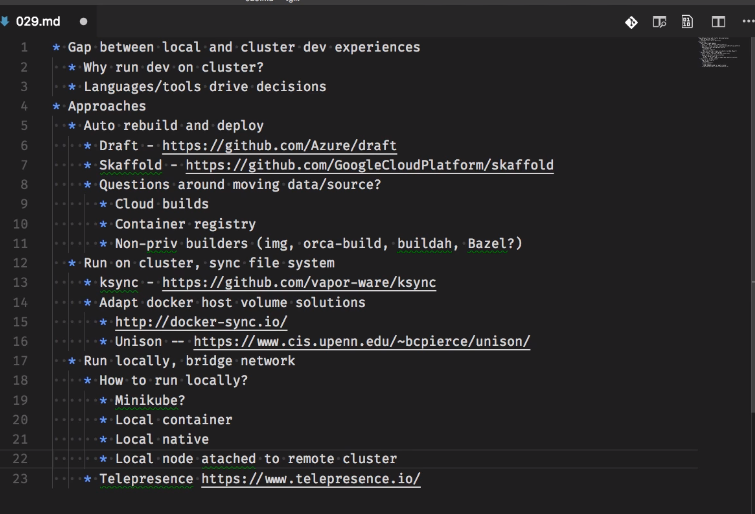 029.md
1 * Gap between local and cluster dev experiences
2 * Why run dev on cluster?
3 * Languages/tools drive decisions
4 * Approaches
5 * Auto rebuild and deploy
6 * Draft - https://github.com/Azure/draft
7 * Skaffold - https://github.com/GoogleCloudPlatform/skaffold
8 * Questions around moving data/source?
9 * Cloud builds
10 * Container registry
11 * Non-priv builders (img, orca-build, buildah, Bazel?)
12 * Run on cluster, sync file system
13 * ksync - https://github.com/vapor-ware/ksync
14 * Adapt docker host volume solutions
15 * http://docker-sync.io/
16 * Unison -- https://www.cis.upenn.edu/~bcpierce/unison/
17 * Run locally, bridge network
18 * How to run locally?
19 * Minikube?
20 * Local container
21 * Local native
22 * Local node atached to remote cluster
23 * Telepresence https://www.telepresence.io/